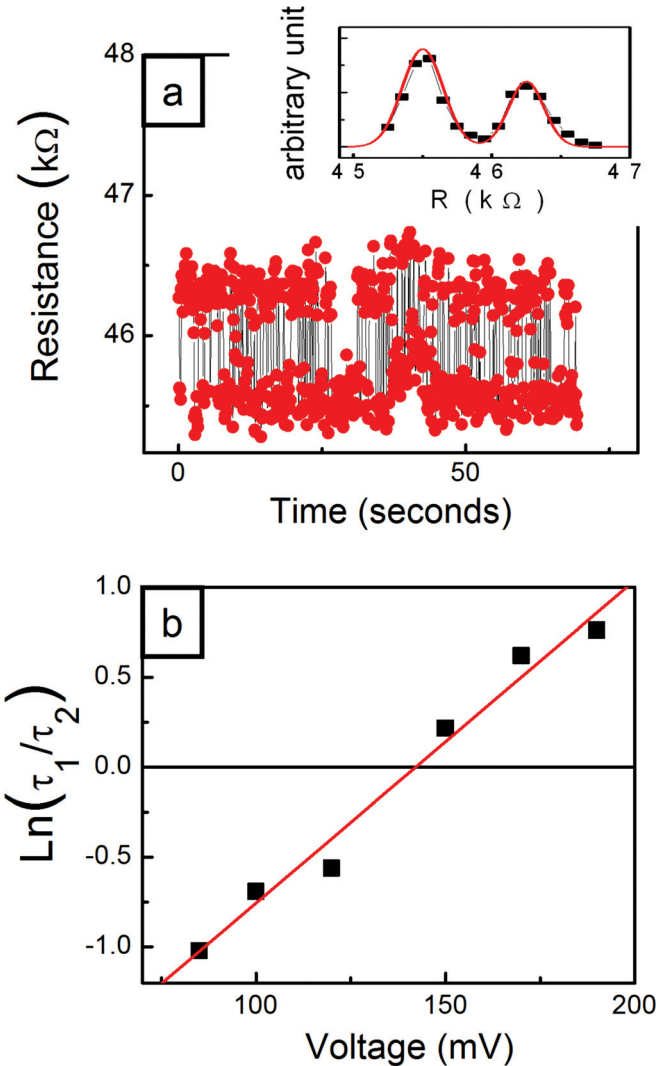 a
48
47
46
Resistance (kΩ)
0
50
Time (seconds)
arbitrary unit
4 5
4 6
4 7
R ( k Ω )
b
1.0
0.5
0.0
-0.5
-1.0
Ln(τ1/τ2)
100
150
200
Voltage (mV)